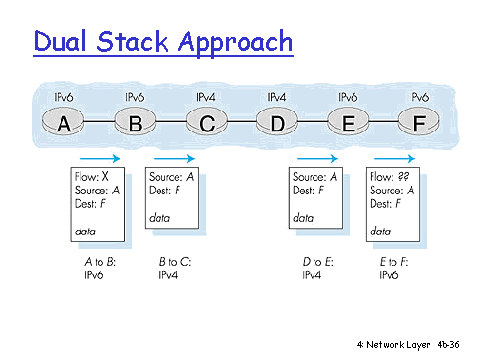 Dual Stack Approach
IPv6 IPv6 IPv4 IPv4 IPv6 Pv6
A B C D E F
Flow: X
Source: A
Dest: F
data
Source: A
Dest: F
data
Source: A
Dest: F
data
Flow: ??
Source: A
Dest: F
data
A to B:
IPv6
B to C:
IPv4
D to E:
IPv4
E to F:
IPv6
4: Network Layer 4b-36